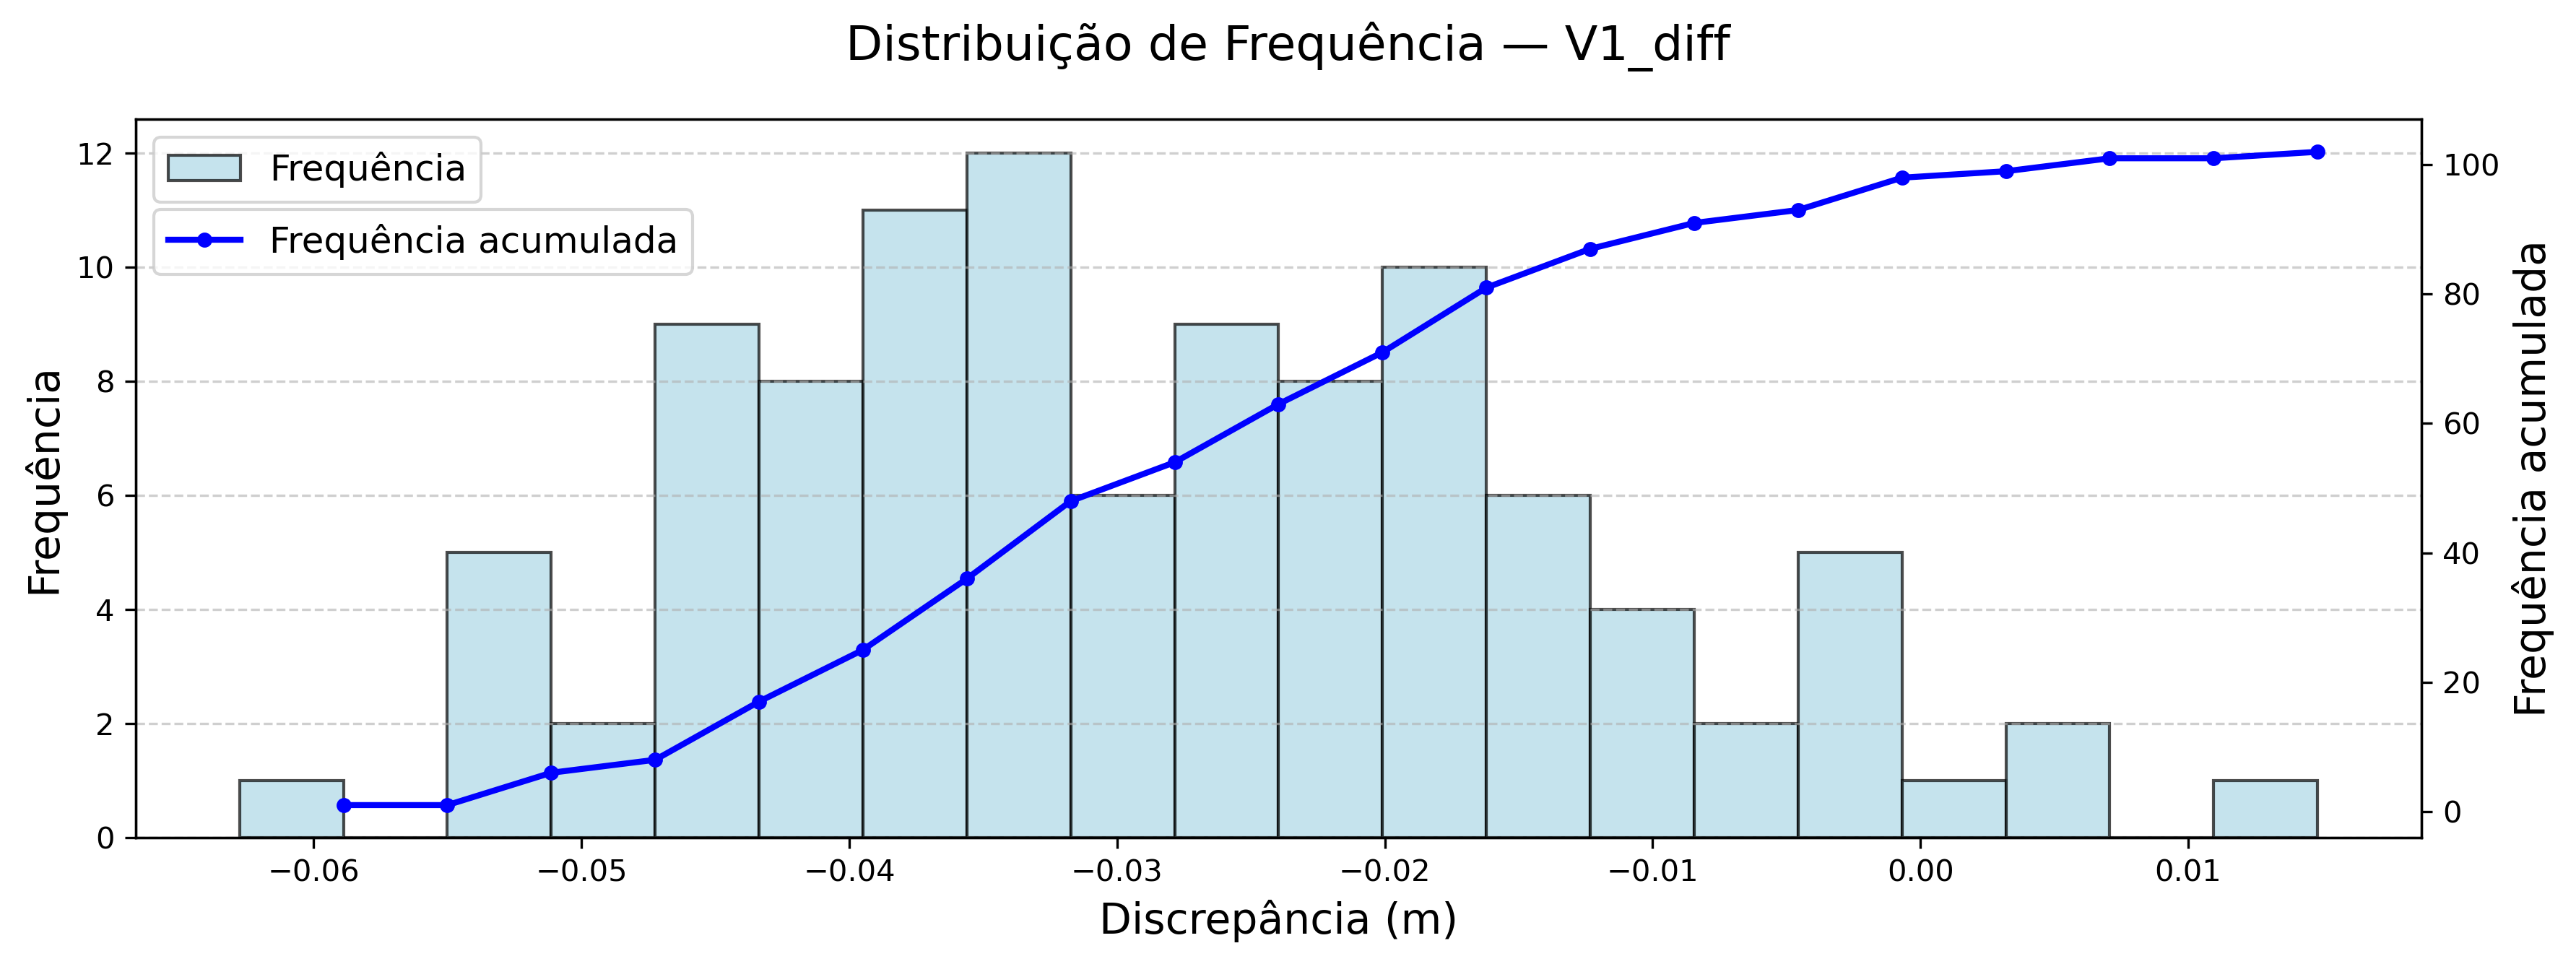 Distribuição de Frequência — V1_diff
Frequência
Frequência acumulada
12
10
8
6
4
2
0
Frequência
100
80
60
40
20
0
Frequência acumulada
−0.06 −0.05 −0.04 −0.03 −0.02 −0.01 0.00 0.01
Discrepância (m)